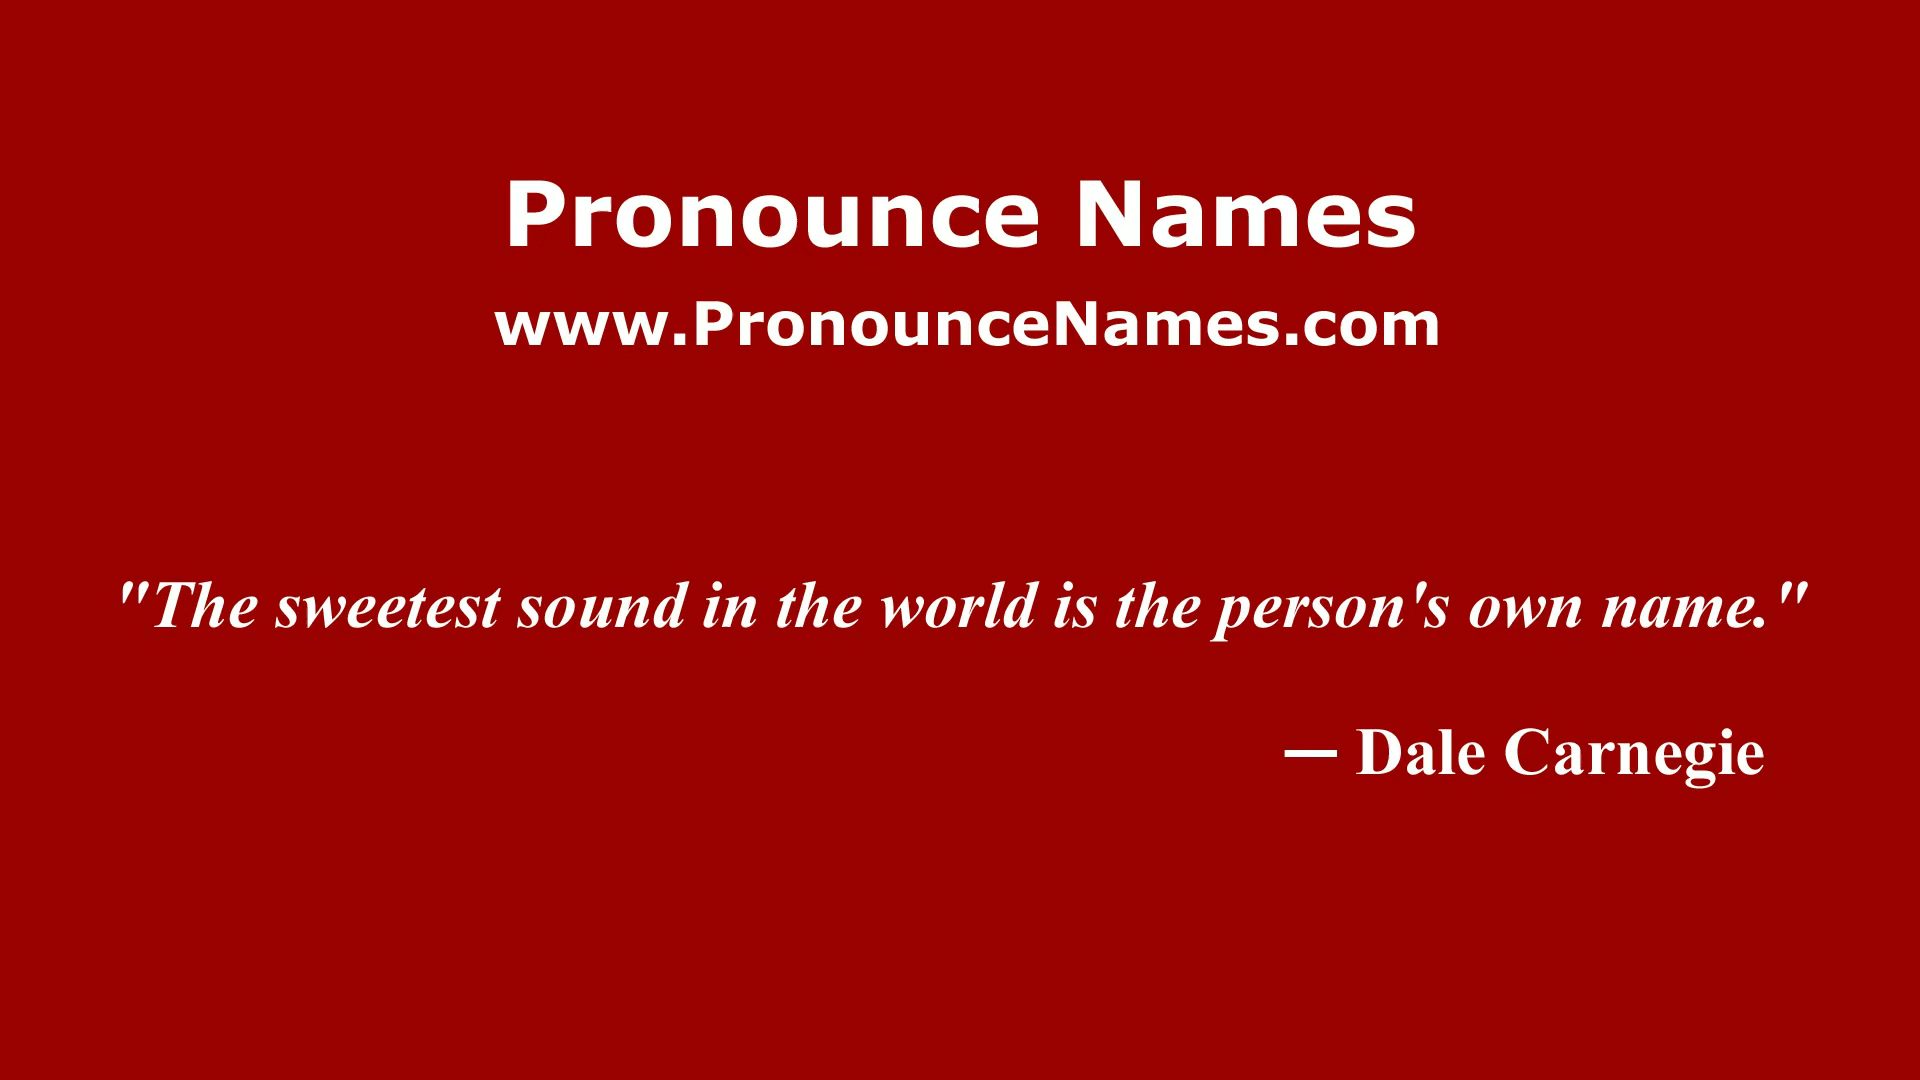 Pronounce Names
www.PronounceNames.com
"The sweetest sound in the world is the person's own name."
— Dale Carnegie